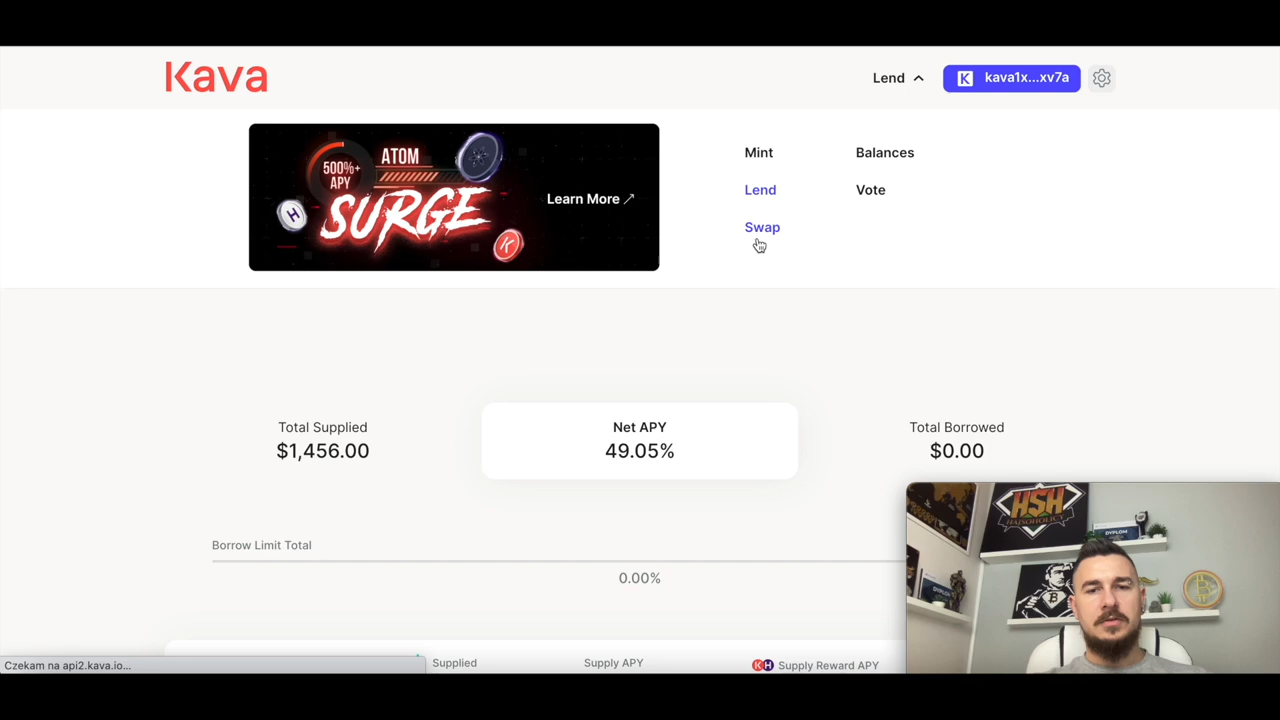 Kava
Lend
K kava1x...xv7a
500%+
APY
ATOM
SURGE
H
K
Learn More ↗
Mint
Balances
Lend
Vote
Swap
Total Supplied
$1,456.00
Net APY
49.05%
Total Borrowed
$0.00
Borrow Limit Total
0.00%
HSH
HAJSHOHOLICY
DYPLOM
B
Czekam na api2.kava.io...
Supplied
Supply APY
K H Supply Reward APY